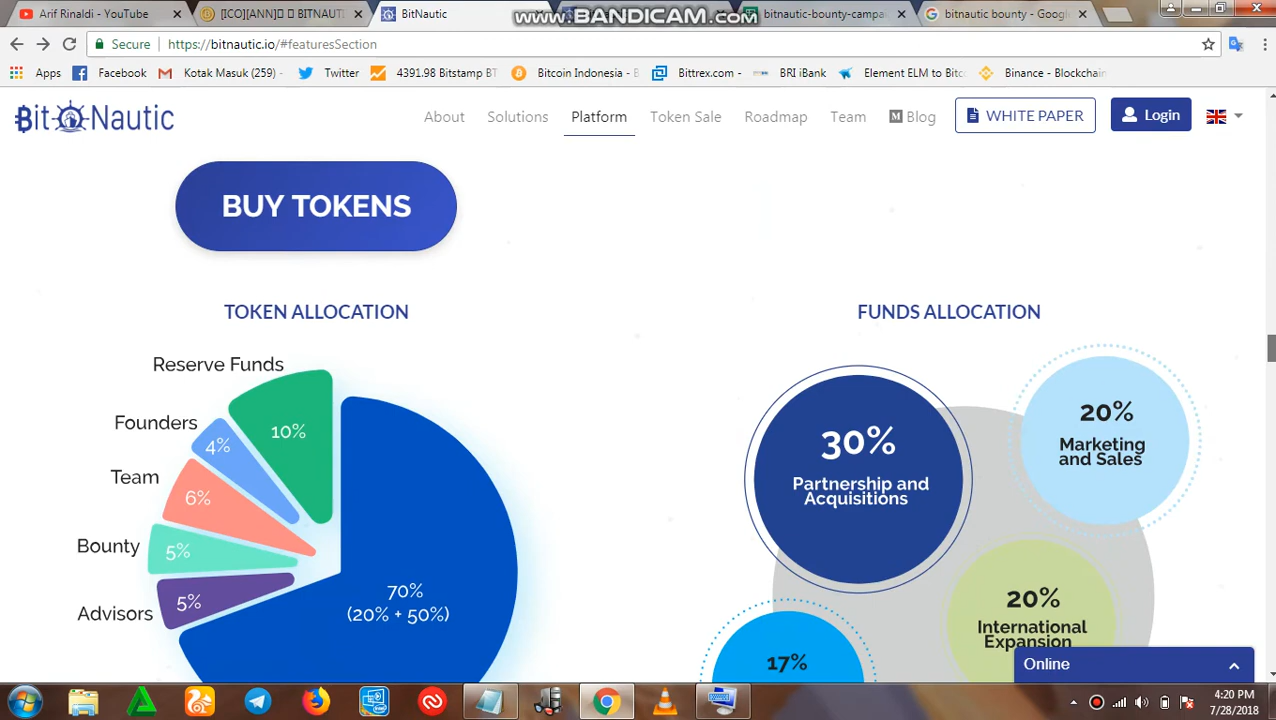 Arif Rinaldi - YouTube
[[CO][ANN]
BITNAUT
BitNautic
www.BANDICAM.com
bitnautic-bounty-campa
bitnautic bounty - Google
Secure
https://bitnautic.io/#featuresSection
Apps
Facebook
Kotak Masuk (259) -
Twitter
4391.98 Bitstamp BT
Bitcoin Indonesia - B
Bittrex.com -
BRI iBank
Element ELM to Bitc
Binance - Blockchain
Bit Nautic
About
Solutions
Platform
Token Sale
Roadmap
Team
Blog
WHITE PAPER
Login
BUY TOKENS
TOKEN ALLOCATION
Reserve Funds
10%
Founders
4%
Team
6%
Bounty
5%
Advisors
5%
70%
(20% + 50%)
FUNDS ALLOCATION
30%
Partnership and
Acquisitions
20%
Marketing
and Sales
20%
International
Expansion
17%
Online
4:20 PM
7/28/2018